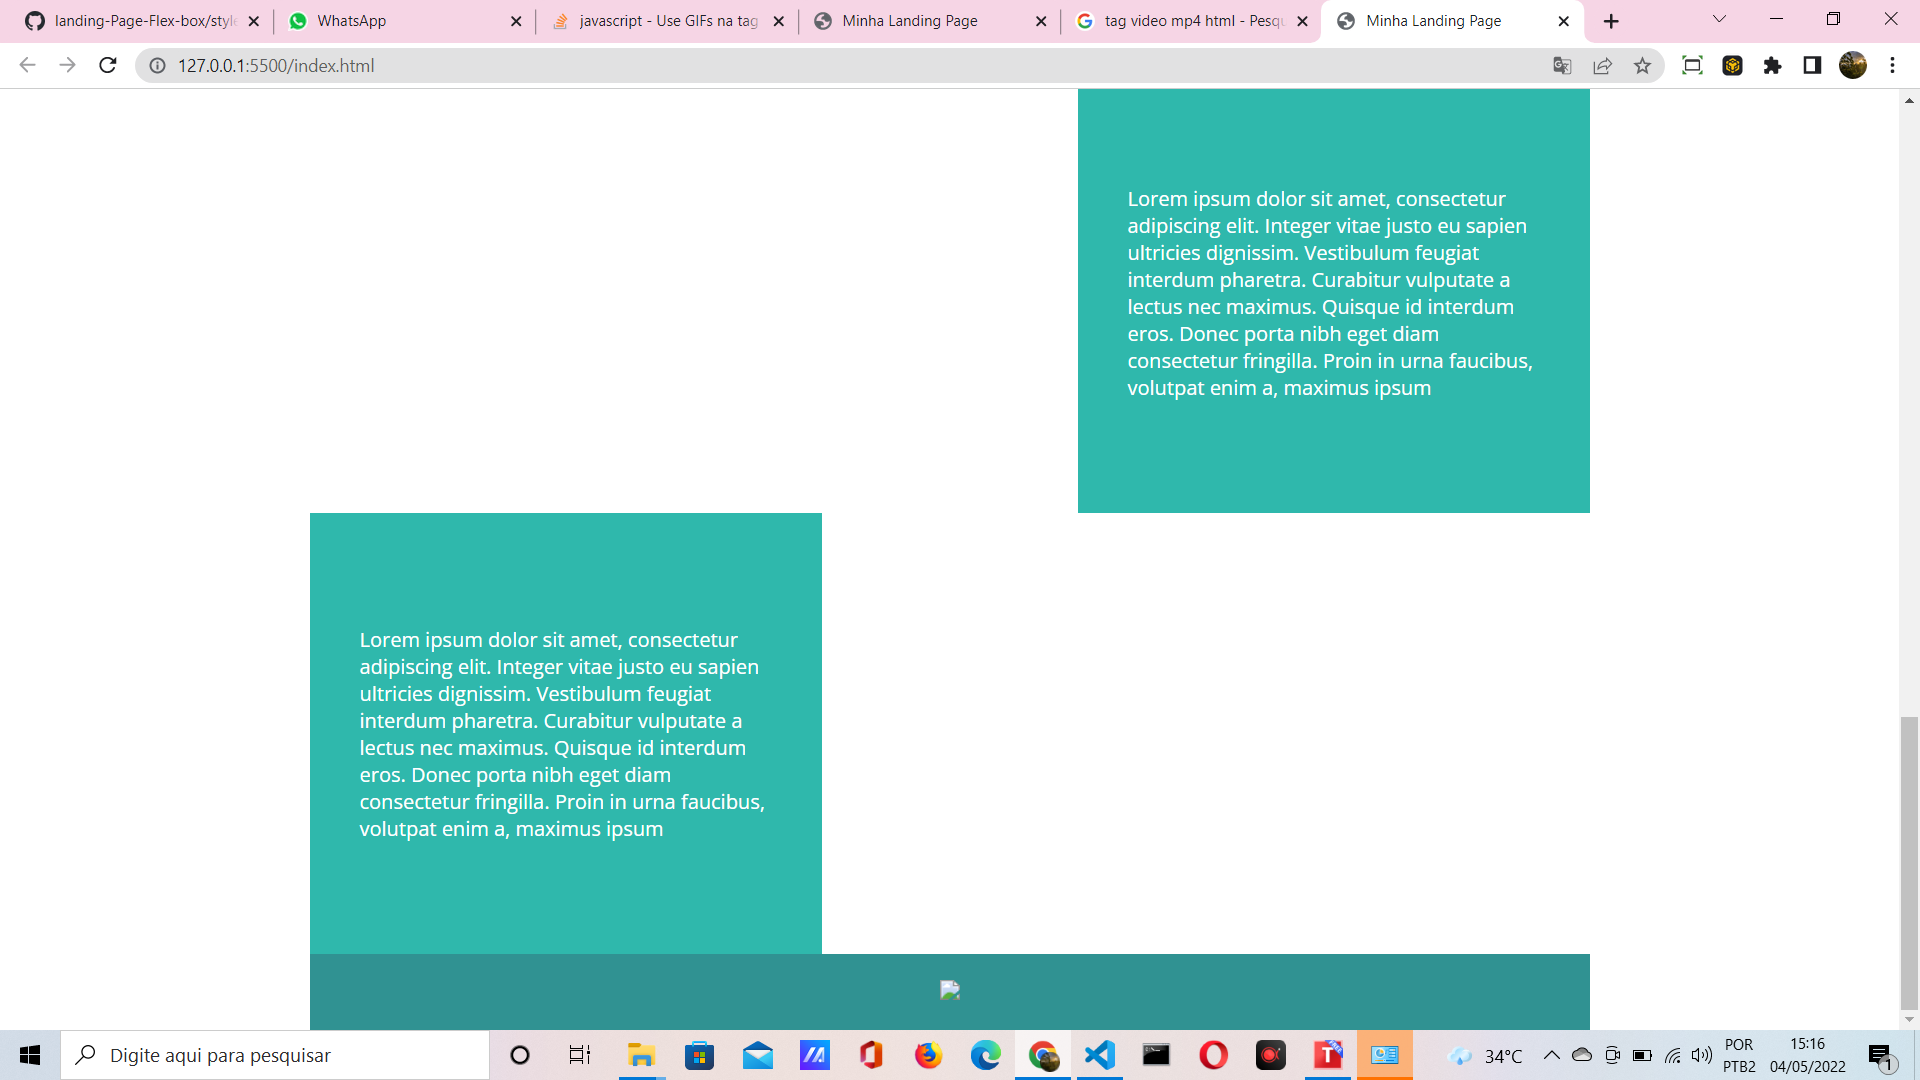 landing-Page-Flex-box/style
WhatsApp
javascript - Use GIFs na tag
Minha Landing Page
tag video mp4 html - Pesqu
Minha Landing Page
127.0.0.1:5500/index.html
Lorem ipsum dolor sit amet, consectetur
adipiscing elit. Integer vitae justo eu sapien
ultricies dignissim. Vestibulum feugiat
interdum pharetra. Curabitur vulputate a
lectus nec maximus. Quisque id interdum
eros. Donec porta nibh eget diam
consectetur fringilla. Proin in urna faucibus,
volutpat enim a, maximus ipsum
Lorem ipsum dolor sit amet, consectetur
adipiscing elit. Integer vitae justo eu sapien
ultricies dignissim. Vestibulum feugiat
interdum pharetra. Curabitur vulputate a
lectus nec maximus. Quisque id interdum
eros. Donec porta nibh eget diam
consectetur fringilla. Proin in urna faucibus,
volutpat enim a, maximus ipsum
Digite aqui para pesquisar
34°C
POR
PTB2
15:16
04/05/2022
1